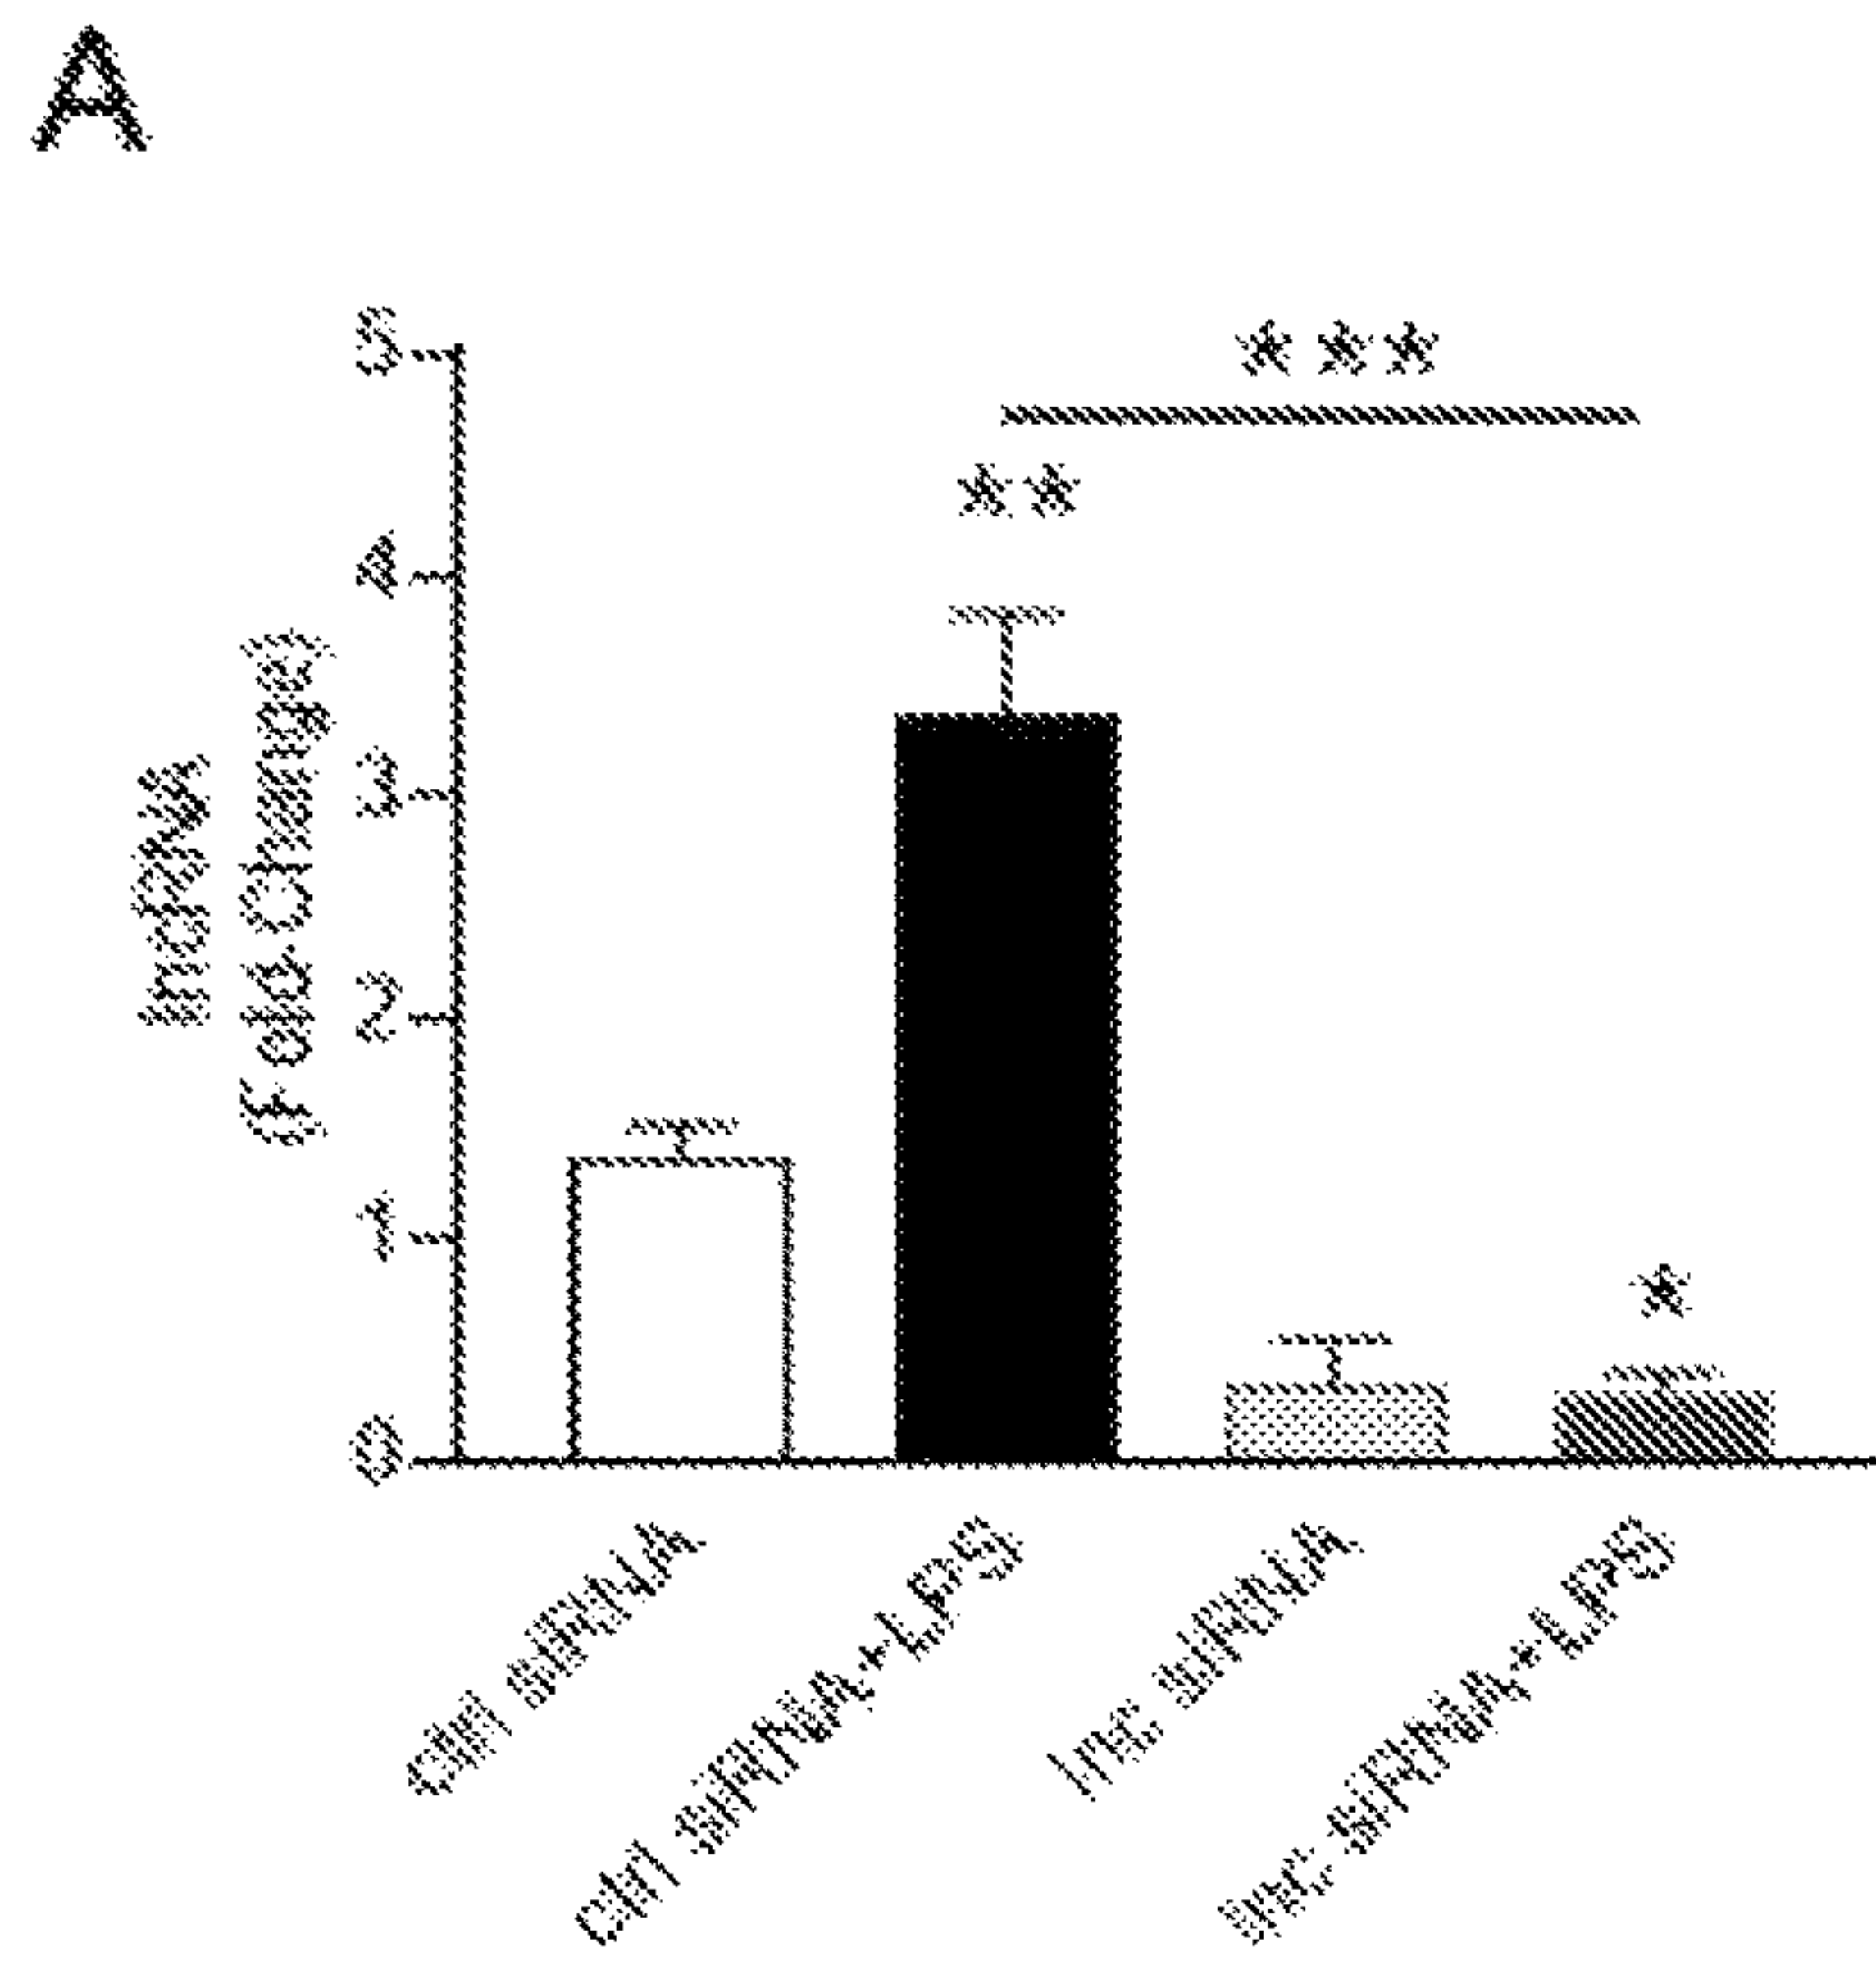 A
mRNA
(Fold change)
5
4
3
2
1
0
***
**
*
Ctrl siRNA
Ctrl siRNA+LPS
siRNA
siRNA+LPS